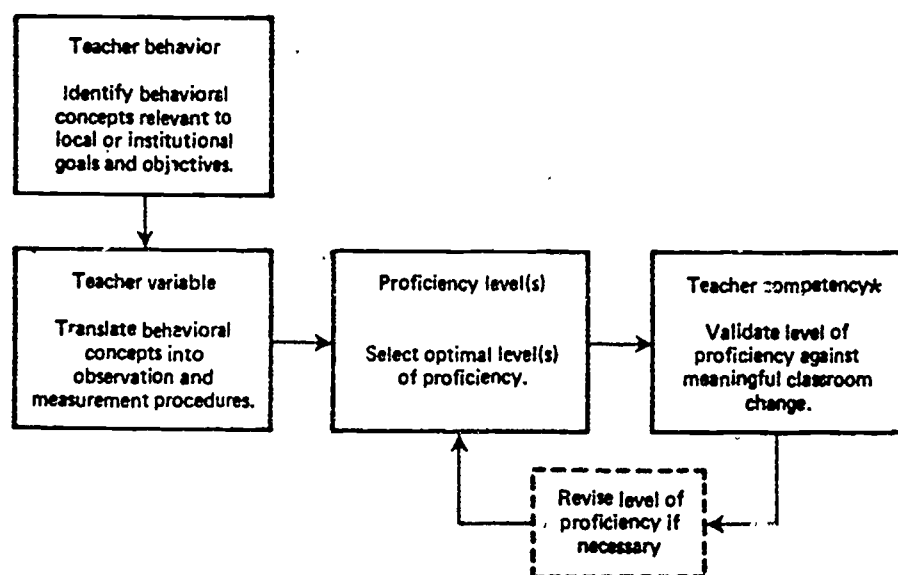 Teacher behavior
Identify behavioral
concepts relevant to
local or institutional
goals and objectives.
Teacher variable
Translate behavioral
concepts into
observation and
measurement procedures.
Proficiency level(s)
Select optimal level(s)
of proficiency.
Teacher competency*
Validate level of
proficiency against
meaningful classroom
change.
Revise level of
proficiency if
necessary